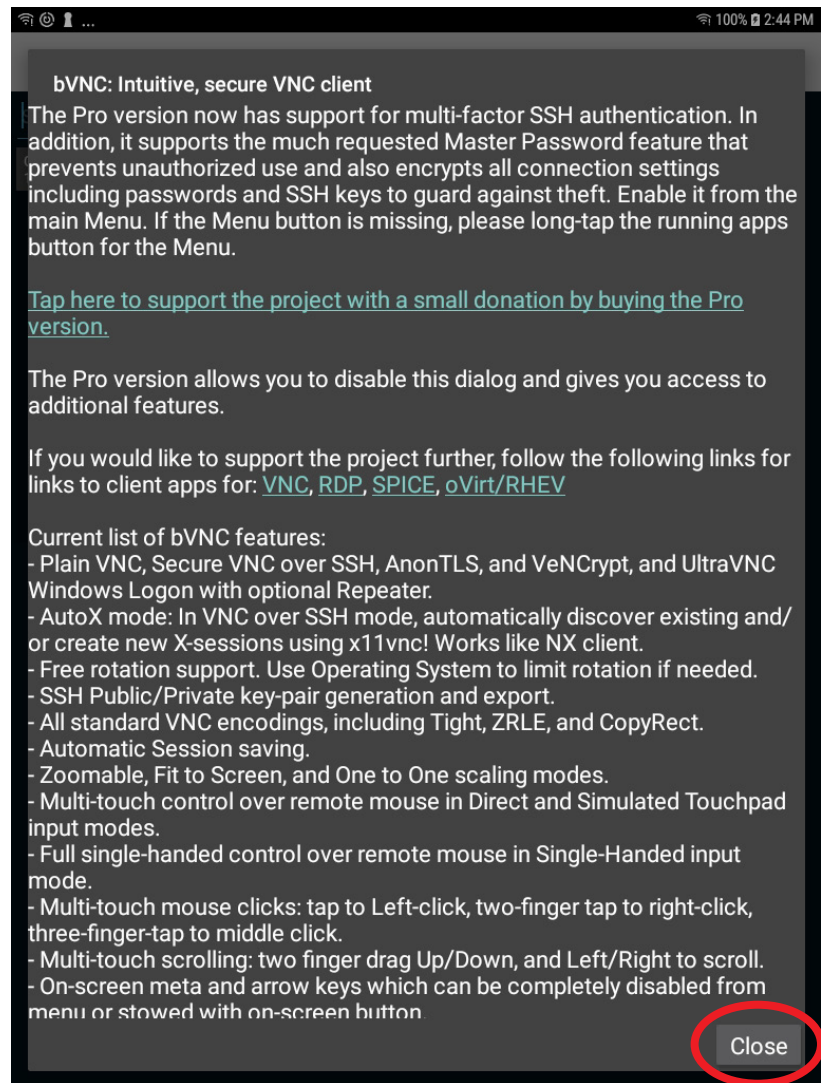 ... 100% 2:44 PM
bVNC: Intuitive, secure VNC client
The Pro version now has support for multi-factor SSH authentication. In
addition, it supports the much requested Master Password feature that
prevents unauthorized use and also encrypts all connection settings
including passwords and SSH keys to guard against theft. Enable it from the
main Menu. If the Menu button is missing, please long-tap the running apps
button for the Menu.
Tap here to support the project with a small donation by buying the Pro
version.
The Pro version allows you to disable this dialog and gives you access to
additional features.
If you would like to support the project further, follow the following links for
links to client apps for: VNC, RDP, SPICE, oVirt/RHEV
Current list of bVNC features:
- Plain VNC, Secure VNC over SSH, AnonTLS, and VeNCrypt, and UltraVNC
Windows Logon with optional Repeater.
- AutoX mode: In VNC over SSH mode, automatically discover existing and/
or create new X-sessions using x11vnc! Works like NX client.
- Free rotation support. Use Operating System to limit rotation if needed.
- SSH Public/Private key-pair generation and export.
- All standard VNC encodings, including Tight, ZRLE, and CopyRect.
- Automatic Session saving.
- Zoomable, Fit to Screen, and One to One scaling modes.
- Multi-touch control over remote mouse in Direct and Simulated Touchpad
input modes.
- Full single-handed control over remote mouse in Single-Handed input
mode.
- Multi-touch mouse clicks: tap to Left-click, two-finger tap to right-click,
three-finger-tap to middle click.
- Multi-touch scrolling: two finger drag Up/Down, and Left/Right to scroll.
- On-screen meta and arrow keys which can be completely disabled from
menu or stowed with on-screen button.
Close